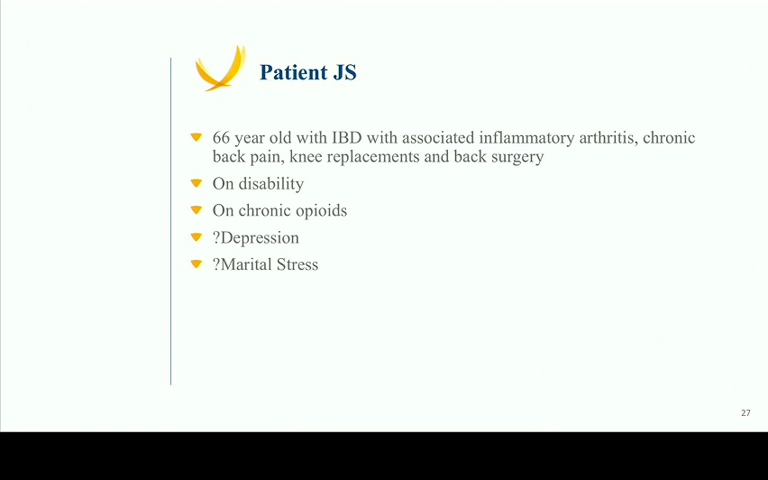 Patient JS
66 year old with IBD with associated inflammatory arthritis, chronic
back pain, knee replacements and back surgery
On disability
On chronic opioids
?Depression
?Marital Stress
27